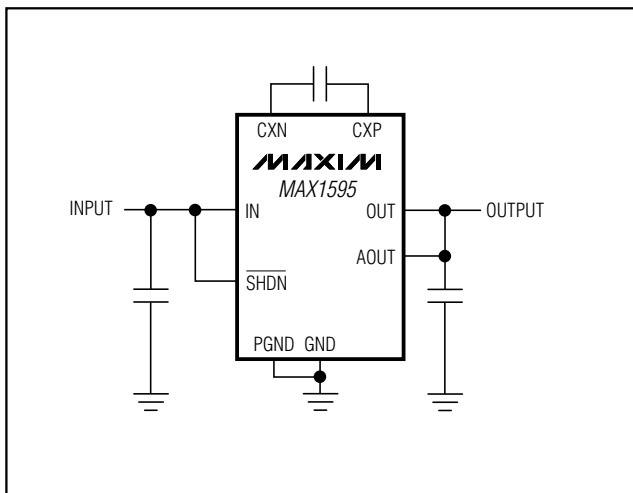 CXN CXP
MAXIM
MAX1595
INPUT IN OUT OUTPUT
AOUT
SHDN
PGND GND